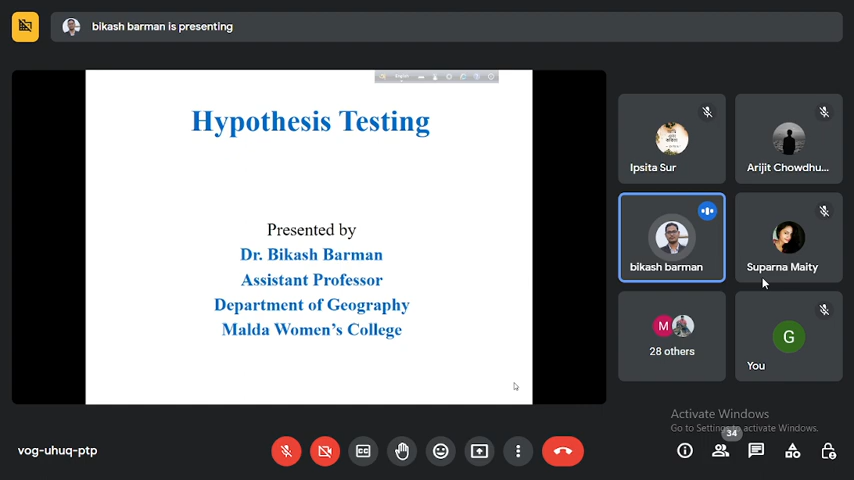 bikash barman is presenting
Hypothesis Testing
Presented by
Dr. Bikash Barman
Assistant Professor
Department of Geography
Malda Women's College
Ipsita Sur
Arijit Chowdhu...
bikash barman
Suparna Maity
M
28 others
G
You
Activate Windows
Go to Settings to activate Windows.
34
vog-uhuq-ptp